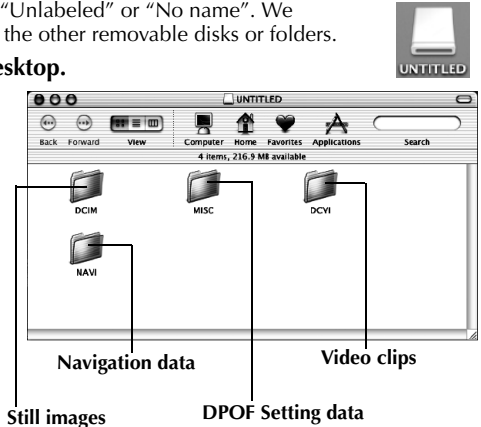 “Unlabeled” or “No name”. We
the other removable disks or folders.
esktop.
UNTITLED
UNTITLED
Back Forward View Computer Home Favorites Applications Search
4 items, 216.9 MB available
DCIM MISC DCVI
NAVI
Navigation data Video clips
Still images DPOF Setting data